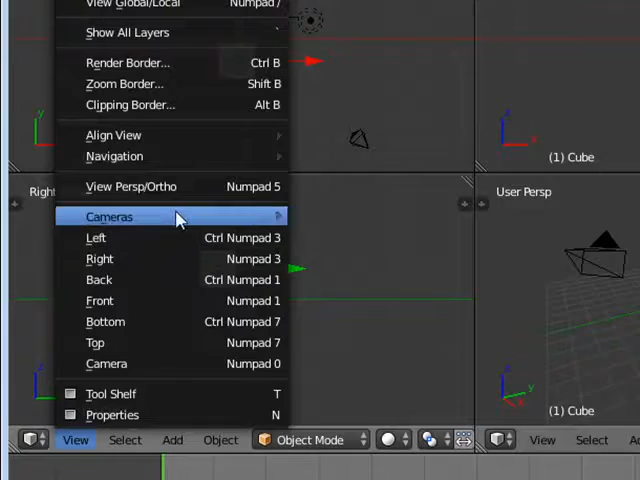 View Global/Local Numpad /
Show All Layers `
Render Border... Ctrl B
Zoom Border... Shift B
Clipping Border... Alt B
Align View
Navigation
View Persp/Ortho Numpad 5
Cameras
Left Ctrl Numpad 3
Right Numpad 3
Back Ctrl Numpad 1
Front Numpad 1
Bottom Ctrl Numpad 7
Top Numpad 7
Camera Numpad 0
Tool Shelf T
Properties N
View Select Add Object Object Mode
y
z
x
(1) Cube
Right
User Persp
z
z
y
x
(1) Cube
View Select